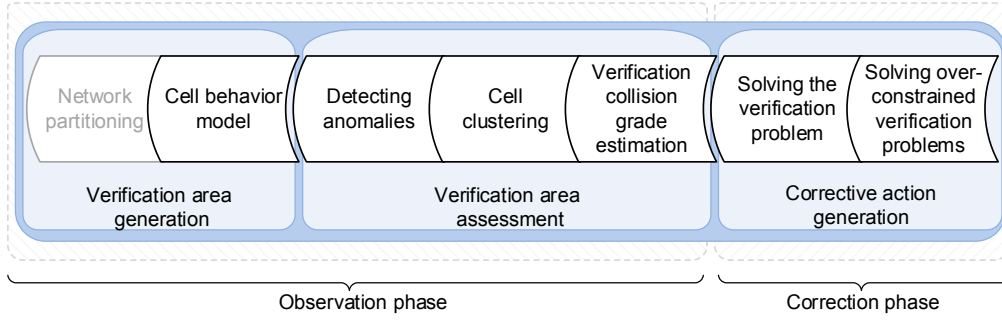 Network
partitioning
Cell behavior
model
Detecting
anomalies
Cell
clustering
Verification
collision
grade
estimation
Solving the
verification
problem
Solving over-
constrained
verification
problems
Verification area
generation
Verification area
assessment
Corrective action
generation
Observation phase
Correction phase